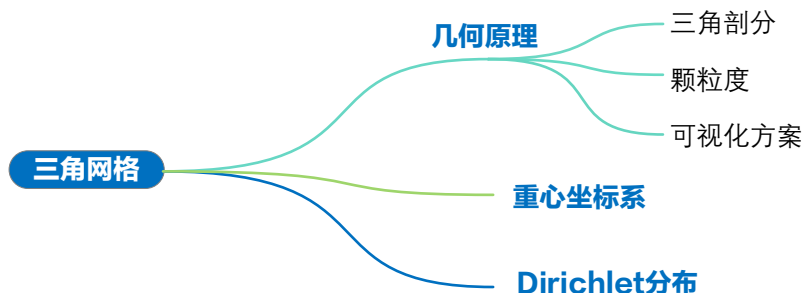 三角网格
几何原理
三角剖分
颗粒度
可视化方案
重心坐标系
Dirichlet分布